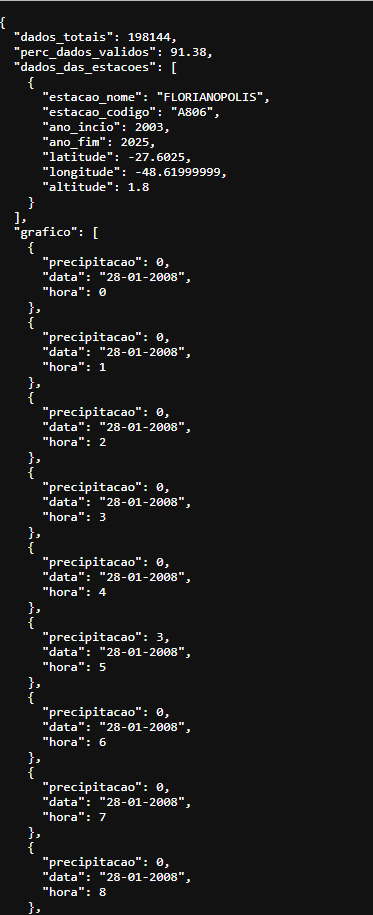 {
  "dados_totais": 198144,
  "perc_dados_validos": 91.38,
  "dados_das_estacoes": [
    {
      "estacao_nome": "FLORIANOPOLIS",
      "estacao_codigo": "A806",
      "ano_incio": 2003,
      "ano_fim": 2025,
      "latitude": -27.6025,
      "longitude": -48.61999999,
      "altitude": 1.8
    }
  ],
  "grafico": [
    {
      "precipitacao": 0,
      "data": "28-01-2008",
      "hora": 0
    },
    {
      "precipitacao": 0,
      "data": "28-01-2008",
      "hora": 1
    },
    {
      "precipitacao": 0,
      "data": "28-01-2008",
      "hora": 2
    },
    {
      "precipitacao": 0,
      "data": "28-01-2008",
      "hora": 3
    },
    {
      "precipitacao": 0,
      "data": "28-01-2008",
      "hora": 4
    },
    {
      "precipitacao": 3,
      "data": "28-01-2008",
      "hora": 5
    },
    {
      "precipitacao": 0,
      "data": "28-01-2008",
      "hora": 6
    },
    {
      "precipitacao": 0,
      "data": "28-01-2008",
      "hora": 7
    },
    {
      "precipitacao": 0,
      "data": "28-01-2008",
      "hora": 8
    },